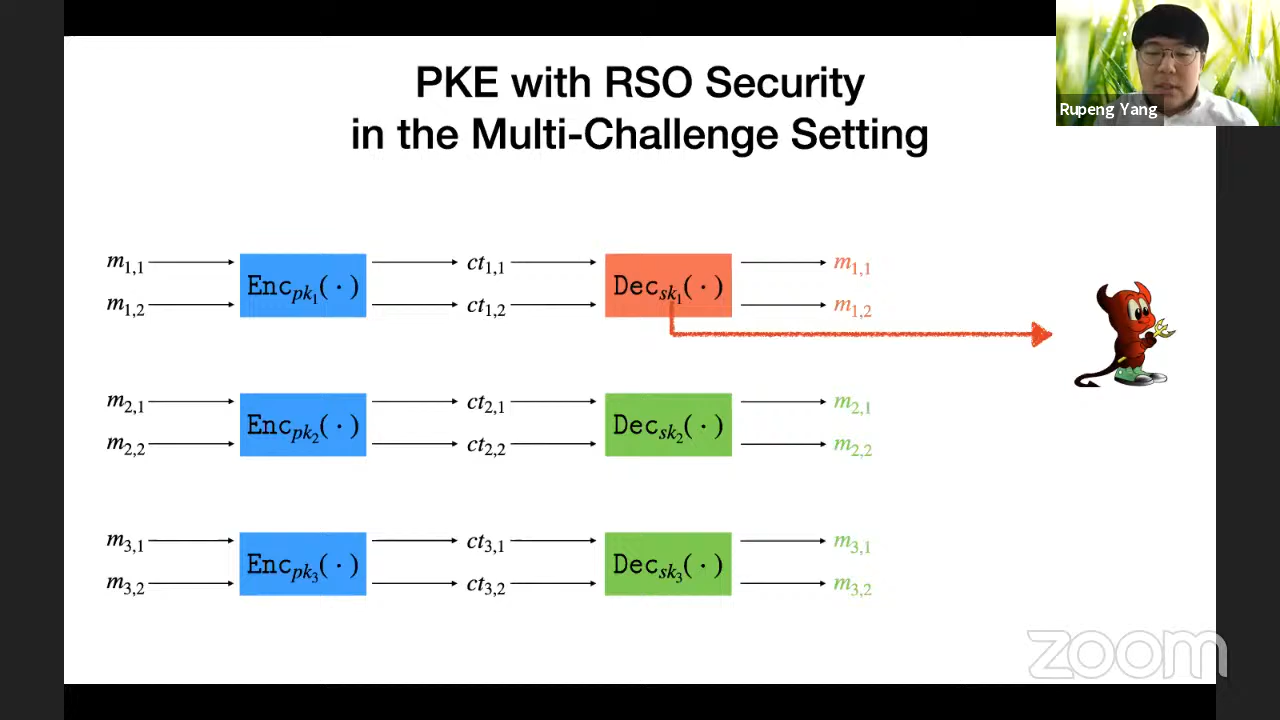 PKE with RSO Security
in the Multi-Challenge Setting
Rupeng Yang
m1,1 Encpk1(·) ct1,1 Decsk1(·) m1,1
m1,2 ct1,2 m1,2
m2,1 Encpk2(·) ct2,1 Decsk2(·) m2,1
m2,2 ct2,2 m2,2
m3,1 Encpk3(·) ct3,1 Decsk3(·) m3,1
m3,2 ct3,2 m3,2
zoom